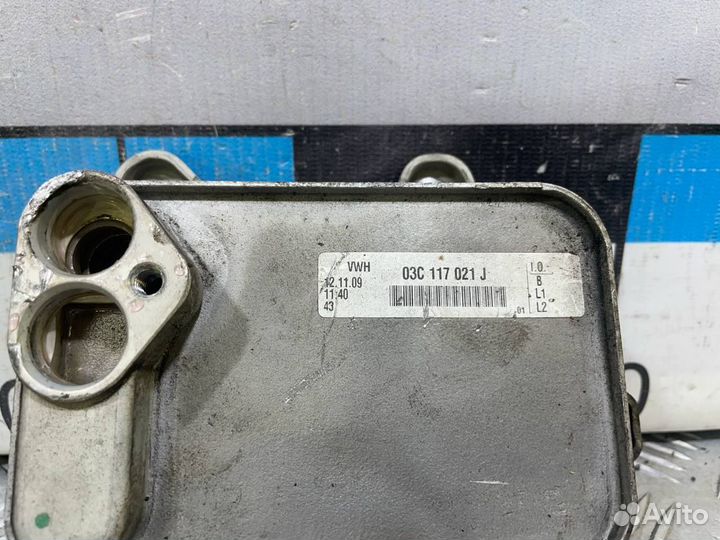 VWH 03C 117 021 J I.O.
12.11.09 B
11:40 L1
43 01 L2
Avito